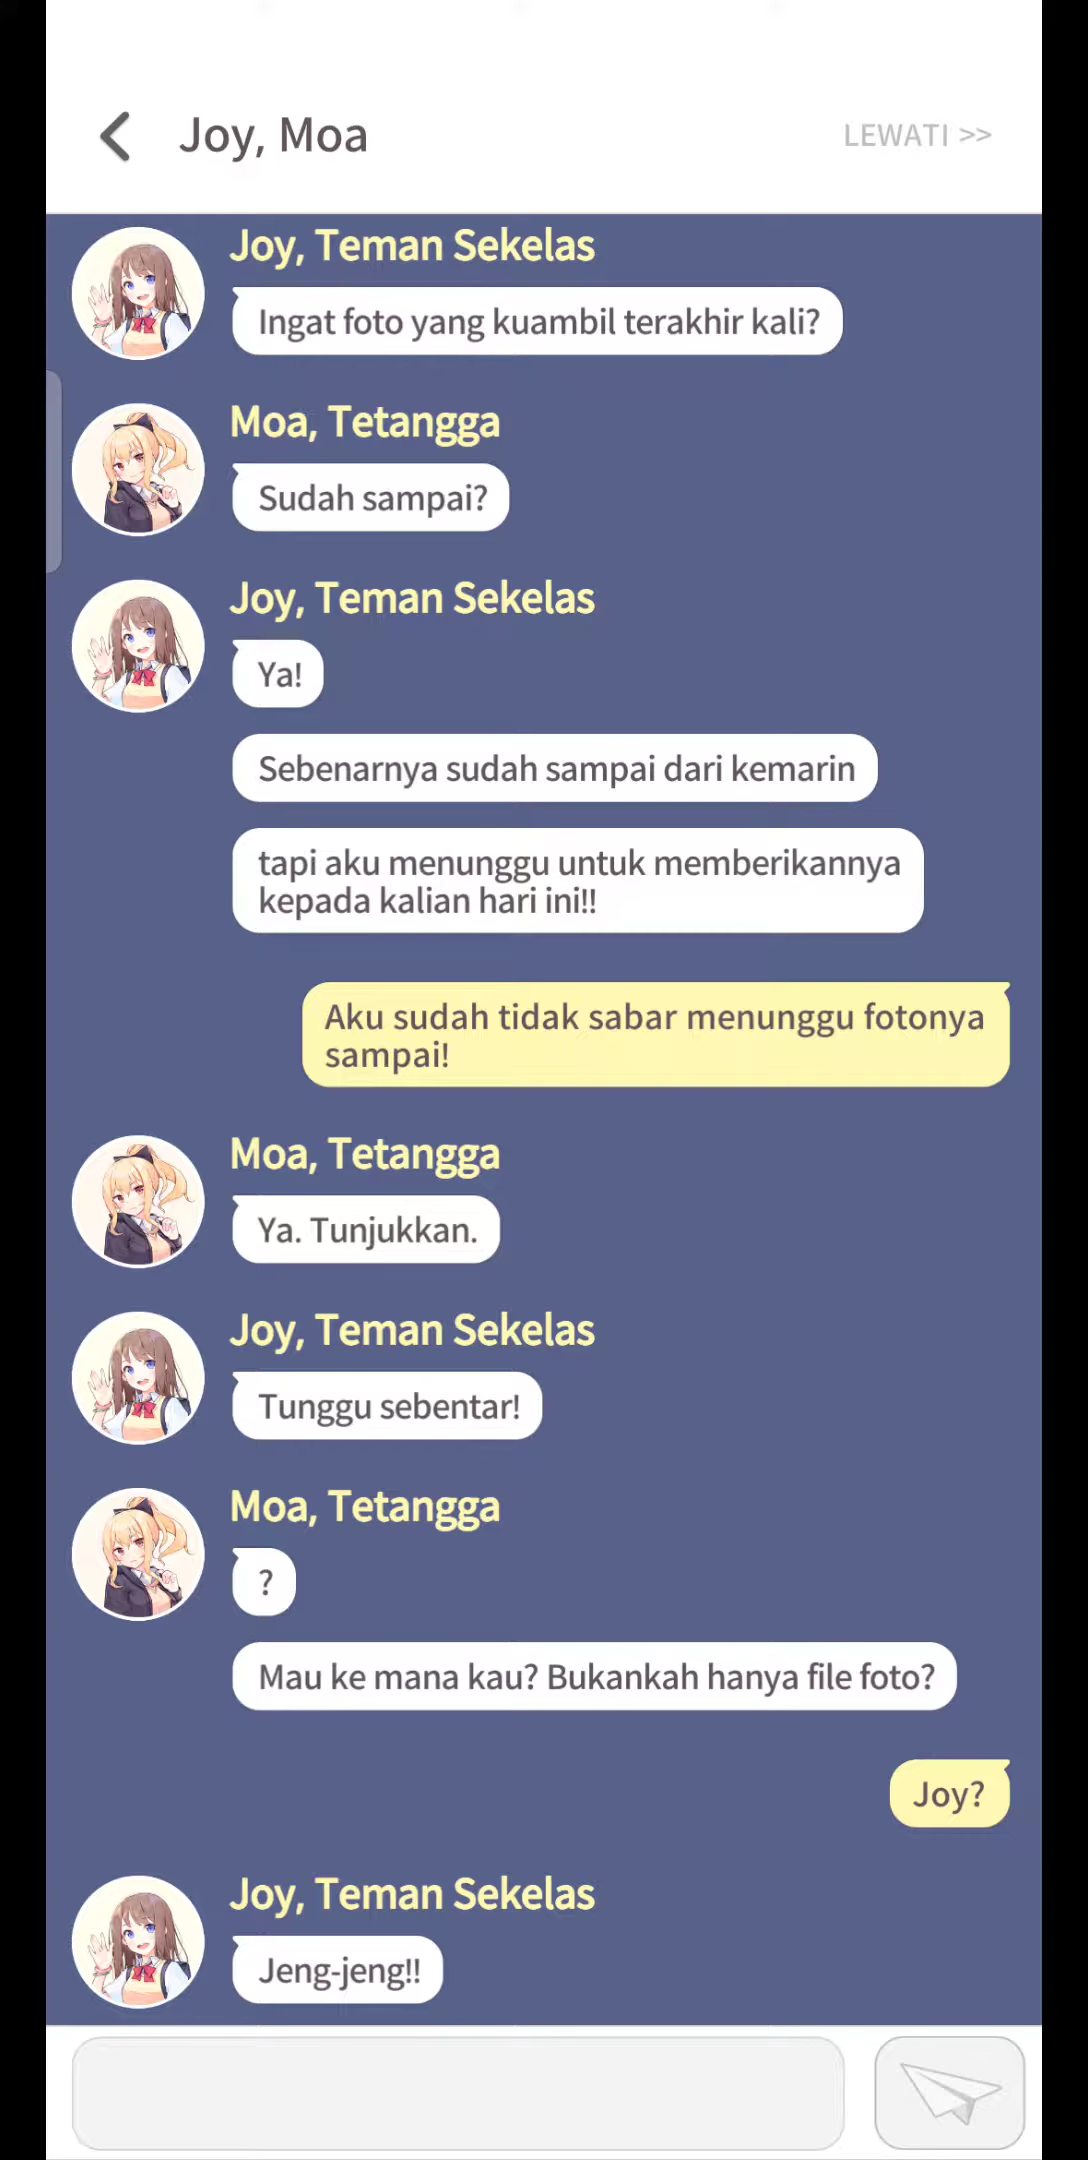 Joy, Moa
LEWATI >>
Joy, Teman Sekelas
Ingat foto yang kuambil terakhir kali?
Moa, Tetangga
Sudah sampai?
Joy, Teman Sekelas
Ya!
Sebenarnya sudah sampai dari kemarin
tapi aku menunggu untuk memberikannya
kepada kalian hari ini!!
Aku sudah tidak sabar menunggu fotonya
sampai!
Moa, Tetangga
Ya. Tunjukkan.
Joy, Teman Sekelas
Tunggu sebentar!
Moa, Tetangga
?
Mau ke mana kau? Bukankah hanya file foto?
Joy?
Joy, Teman Sekelas
Jeng-jeng!!